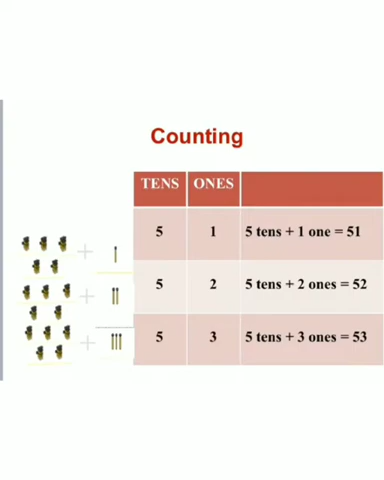 Counting
TENS ONES
5 1 5 tens + 1 one = 51
+
5 2 5 tens + 2 ones = 52
5 3 5 tens + 3 ones = 53
+